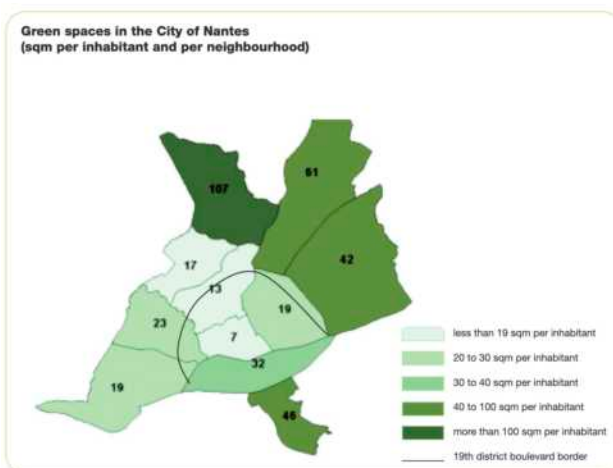 Green spaces in the City of Nantes
(sqm per inhabitant and per neighbourhood)
107
61
42
17
13
19
23
7
32
19
46
less than 19 sqm per inhabitant
20 to 30 sqm per inhabitant
30 to 40 sqm per inhabitant
40 to 100 sqm per inhabitant
more than 100 sqm per inhabitant
19th district boulevard border